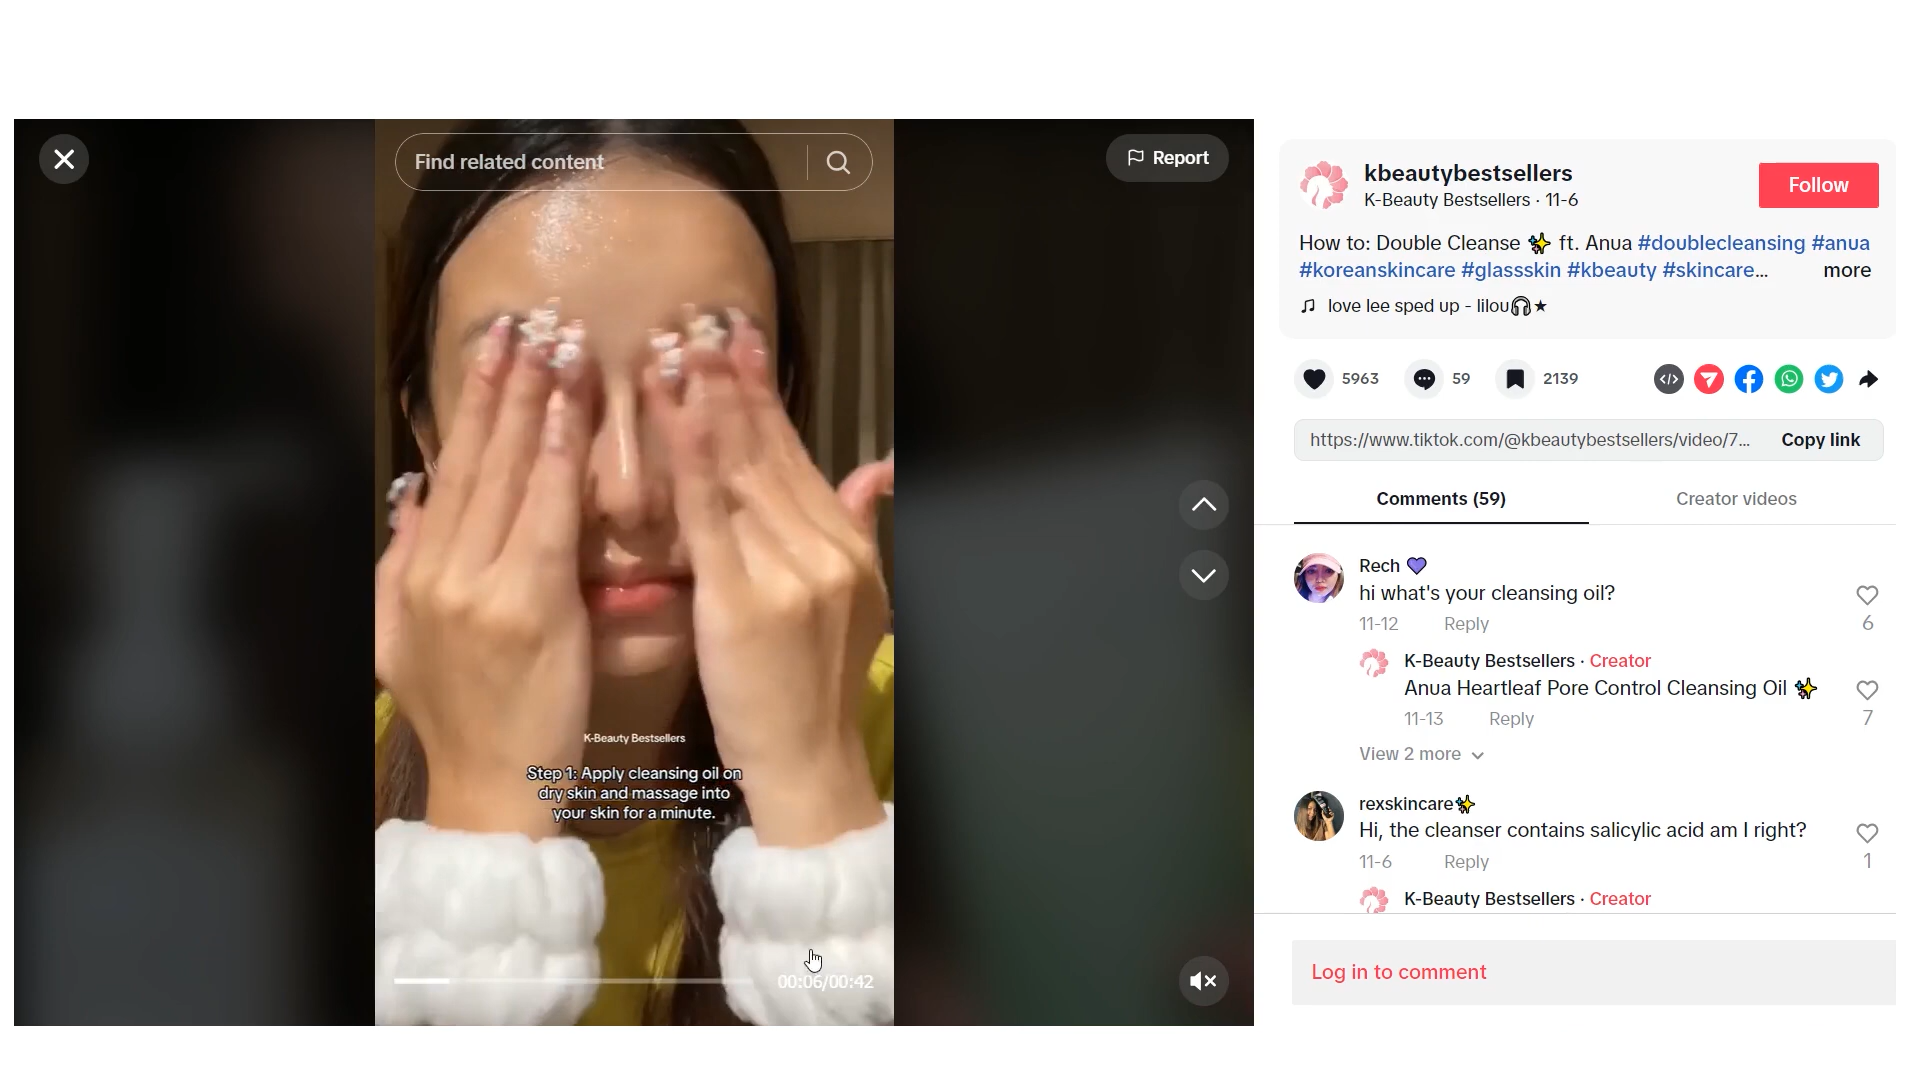 Find related content
Report
K-Beauty Bestsellers
Step 1: Apply cleansing oil on
dry skin and massage into
your skin for a minute.
00:06/00:42
kbeautybestsellers
K-Beauty Bestsellers · 11-6
Follow
How to: Double Cleanse ✨ ft. Anua #doublecleansing #anua
#koreanskincare #glassskin #kbeauty #skincare... more
love lee sped up - lilou🎧★
5963 59 2139
https://www.tiktok.com/@kbeautybestsellers/video/7... Copy link
Comments (59) Creator videos
Rech 💜
hi what's your cleansing oil?
11-12 Reply
6
K-Beauty Bestsellers · Creator
Anua Heartleaf Pore Control Cleansing Oil ✨
11-13 Reply
7
View 2 more
rexskincare✨
Hi, the cleanser contains salicylic acid am I right?
11-6 Reply
1
K-Beauty Bestsellers · Creator
Log in to comment